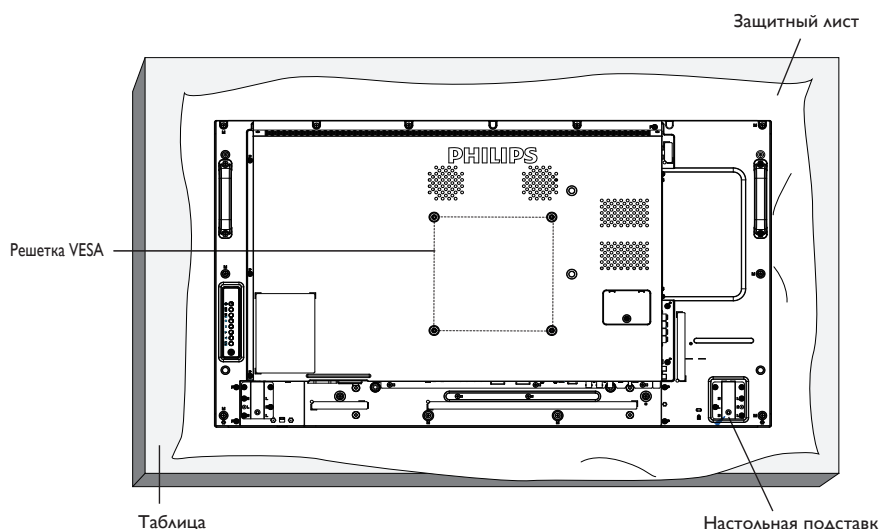 Защитный лист
PHILIPS
Решетка VESA
Таблица
Настольная подставк